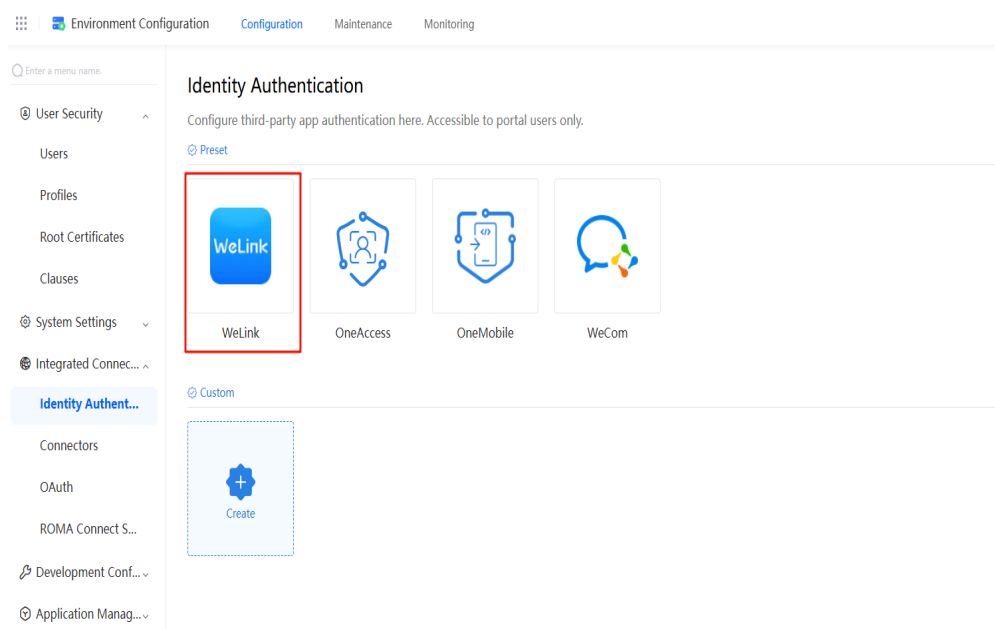 Environment Configuration Configuration Maintenance Monitoring
Enter a menu name.
User Security
Users
Profiles
Root Certificates
Clauses
System Settings
Integrated Connec...
Identity Authent...
Connectors
OAuth
ROMA Connect S...
Development Conf...
Application Manag...
Identity Authentication
Configure third-party app authentication here. Accessible to portal users only.
Preset
WeLink
WeLink
OneAccess
OneMobile
WeCom
Custom
Create